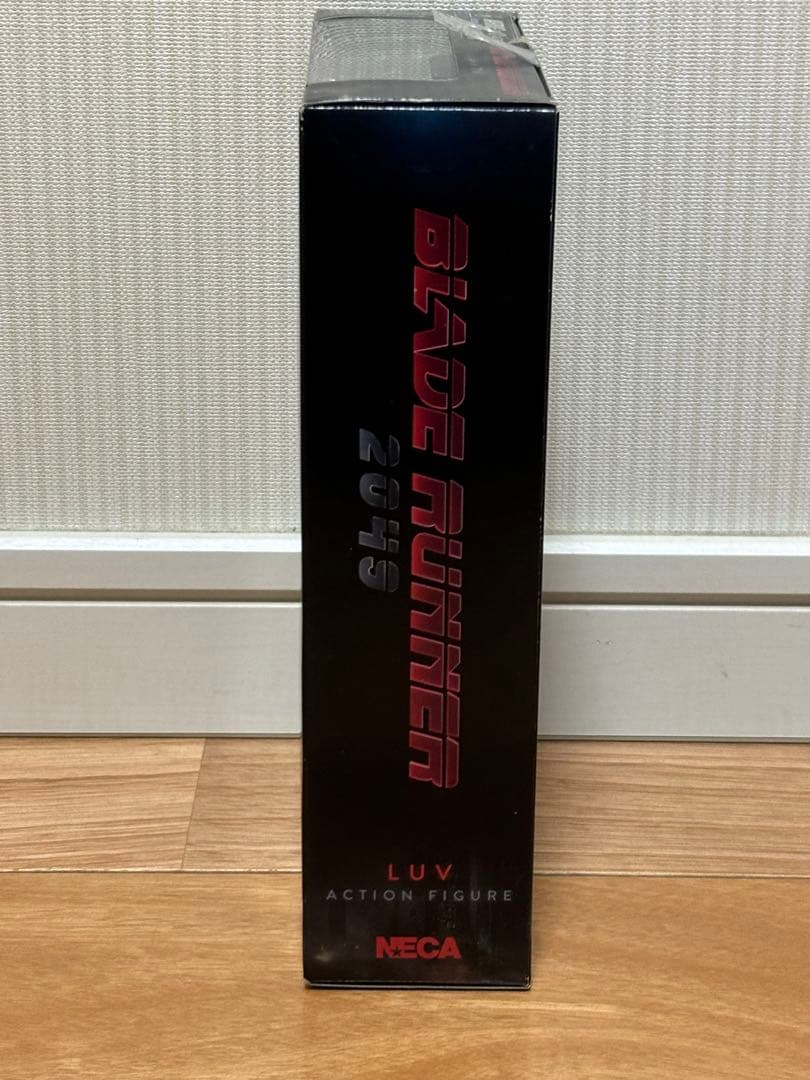 BLADE RUNNER
2049
LUV
ACTION FIGURE
NECA